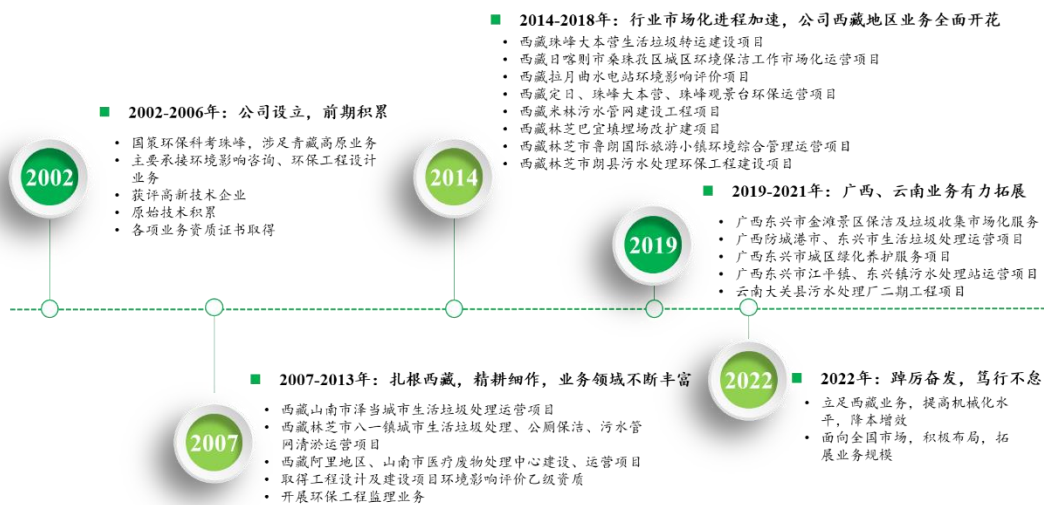 2002
2002-2006年：公司设立，前期积累
• 国策环保科考珠峰，涉足青藏高原业务
• 主要承接环境影响咨询、环保工程设计
业务
• 获评高新技术企业
• 原始技术积累
• 各项业务资质证书取得
2007
2007-2013年：扎根西藏，精耕细作，业务领域不断丰富
• 西藏山南市泽当城市生活垃圾处理运营项目
• 西藏林芝市八一镇城市生活垃圾处理、公厕保洁、污水管
网清淤运营项目
• 西藏阿里地区、山南市医疗废物处理中心建设、运营项目
• 取得工程设计及建设项目环境影响评价乙级资质
• 开展环保工程监理业务
2014
2014-2018年：行业市场化进程加速，公司西藏地区业务全面开花
• 西藏珠峰大本营生活垃圾转运建设项目
• 西藏日喀则市桑珠孜区城区环境保洁工作市场化运营项目
• 西藏拉月曲水电站环境影响评价项目
• 西藏定日、珠峰大本营、珠峰观景台环保运营项目
• 西藏米林污水管网建设工程项目
• 西藏林芝巴宜填埋场改扩建项目
• 西藏林芝市鲁朗国际旅游小镇环境综合管理运营项目
• 西藏林芝市朗县污水处理环保工程建设项目
2019
2019-2021年：广西、云南业务有力拓展
• 广西东兴市金滩景区保洁及垃圾收集市场化服务
• 广西防城港市、东兴市生活垃圾处理运营项目
• 广西东兴市城区绿化养护服务项目
• 广西东兴市江平镇、东兴镇污水处理站运营项目
• 云南大关县污水处理厂二期工程项目
2022
2022年：踔厉奋发，笃行不怠
• 立足西藏业务，提高机械化水
平，降本增效
• 面向全国市场，积极布局，拓
展业务规模